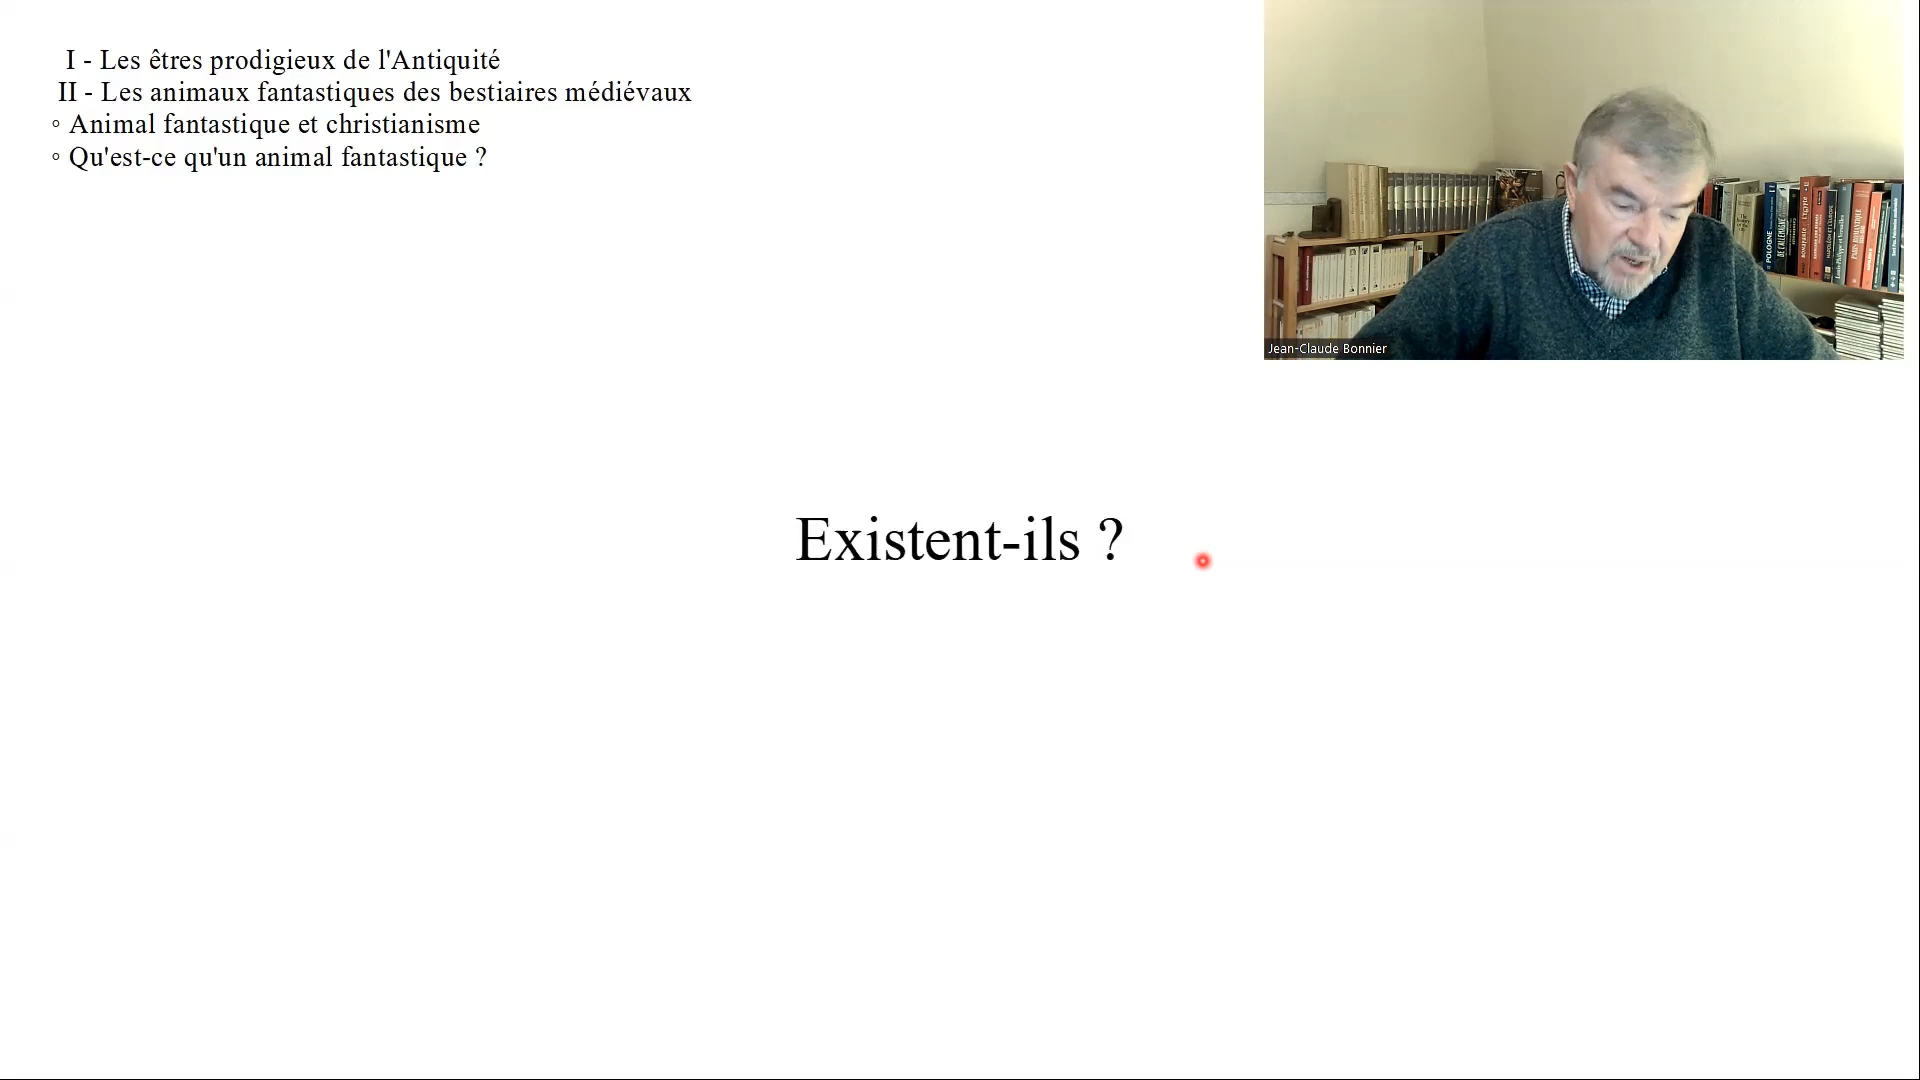 I - Les êtres prodigieux de l'Antiquité
II - Les animaux fantastiques des bestiaires médiévaux
◦ Animal fantastique et christianisme
◦ Qu'est-ce qu'un animal fantastique ?
POLOGNE
Jean-Claude Bonnier
Existent-ils ?